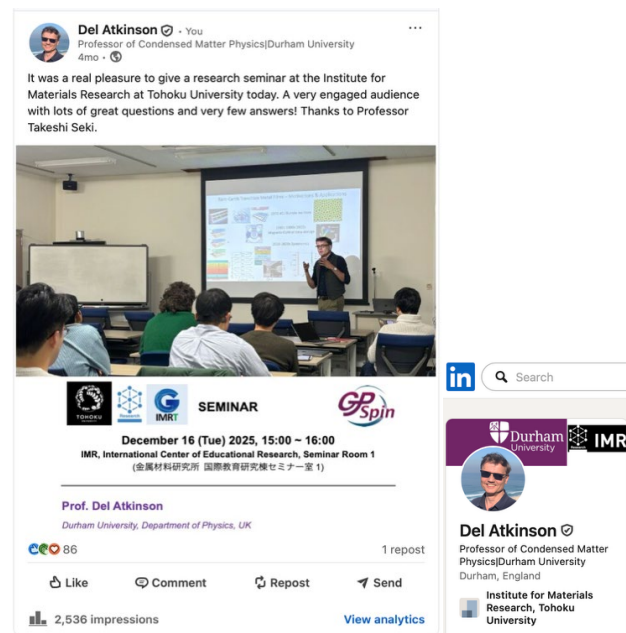 Del Atkinson · You
Professor of Condensed Matter Physics|Durham University
4mo ·
It was a real pleasure to give a research seminar at the Institute for
Materials Research at Tohoku University today. A very engaged audience
with lots of great questions and very few answers! Thanks to Professor
Takeshi Seki.
TOHOKU
IMRT
SEMINAR
GP Spin
December 16 (Tue) 2025, 15:00 ~ 16:00
IMR, International Center of Educational Research, Seminar Room 1
(金属材料研究所 国際教育研究棟セミナー室 1)
Prof. Del Atkinson
Durham University, Department of Physics, UK
86
1 repost
Like Comment Repost Send
2,536 impressions
View analytics
in
Search
Durham
University
IMR
Del Atkinson
Professor of Condensed Matter
Physics|Durham University
Durham, England
Institute for Materials
Research, Tohoku
University